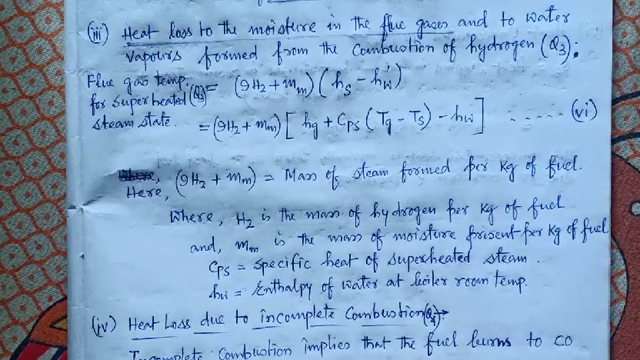 (iii) Heat Loss to the moisture in the flue gases and to water
vapours formed from the combustion of hydrogen (Q3):
Flue gas temp. for superheated (Q3) steam state. = (9H2 + mm) (hs - hw')
= (9H2 + mm) [hg + Cps (Tg - Ts) - hw] ..... (vi)
Here, (9H2 + mm) = Mass of steam formed per kg of fuel.
Where, H2 is the mass of hydrogen per kg of fuel
and, mm is the mass of moisture present per kg of fuel
Cps = Specific heat of superheated steam.
hw = Enthalpy of water at boiler room temp.
(iv) Heat Loss due to incomplete Combustion (Q4)→
Incomplete Combustion implies that the fuel burns to CO